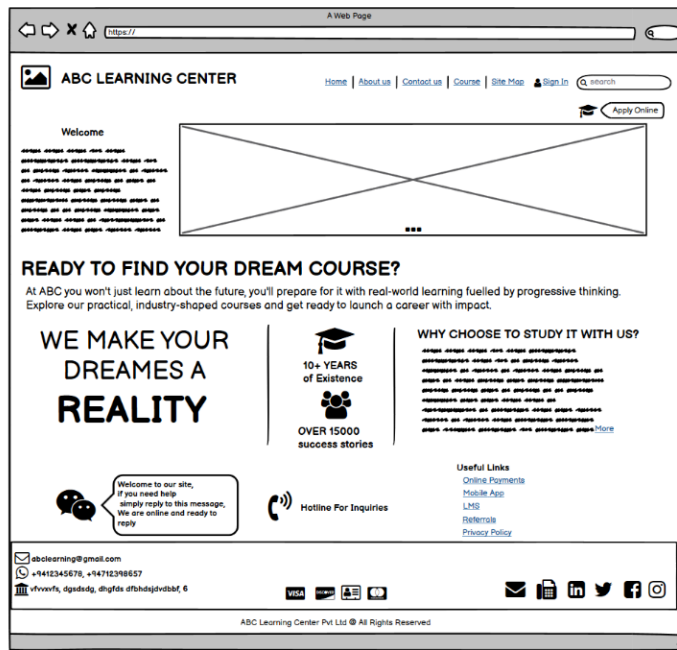 A Web Page
https://
ABC LEARNING CENTER
Home | About us | Contact us | Course | Site Map Sign In search
Apply Online
Welcome
READY TO FIND YOUR DREAM COURSE?
At ABC you won't just learn about the future, you'll prepare for it with real-world learning fuelled by progressive thinking.
Explore our practical, industry-shaped courses and get ready to launch a career with impact.
WE MAKE YOUR
DREAMES A
REALITY
10+ YEARS
of Existence
OVER 15000
success stories
WHY CHOOSE TO STUDY IT WITH US?
More
Welcome to our site,
if you need help
simply reply to this message,
We are online and ready to
reply
Hotline For Inquiries
Useful Links
Online Payments
Mobile App
LMS
Referrals
Privacy Policy
abclearning@gmail.com
+9412345678, +94712398657
vfvvxvfs, dgsdsdg, dhgfds dfbhdsjdvdbbf, 6
VISA DISCOVER
ABC Learning Center Pvt Ltd @ All Rights Reserved